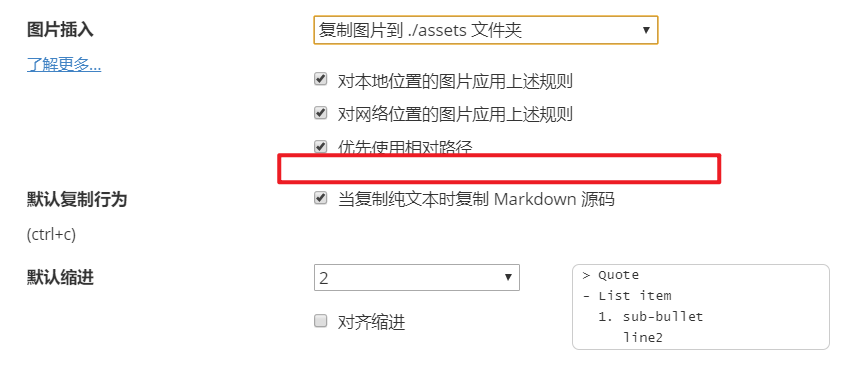 图片插入
复制图片到 ./assets 文件夹
了解更多...
对本地位置的图片应用上述规则
对网络位置的图片应用上述规则
优先使用相对路径
默认复制行为
当复制纯文本时复制 Markdown 源码
(ctrl+c)
默认缩进
2
对齐缩进
> Quote
- List item
1. sub-bullet
line2